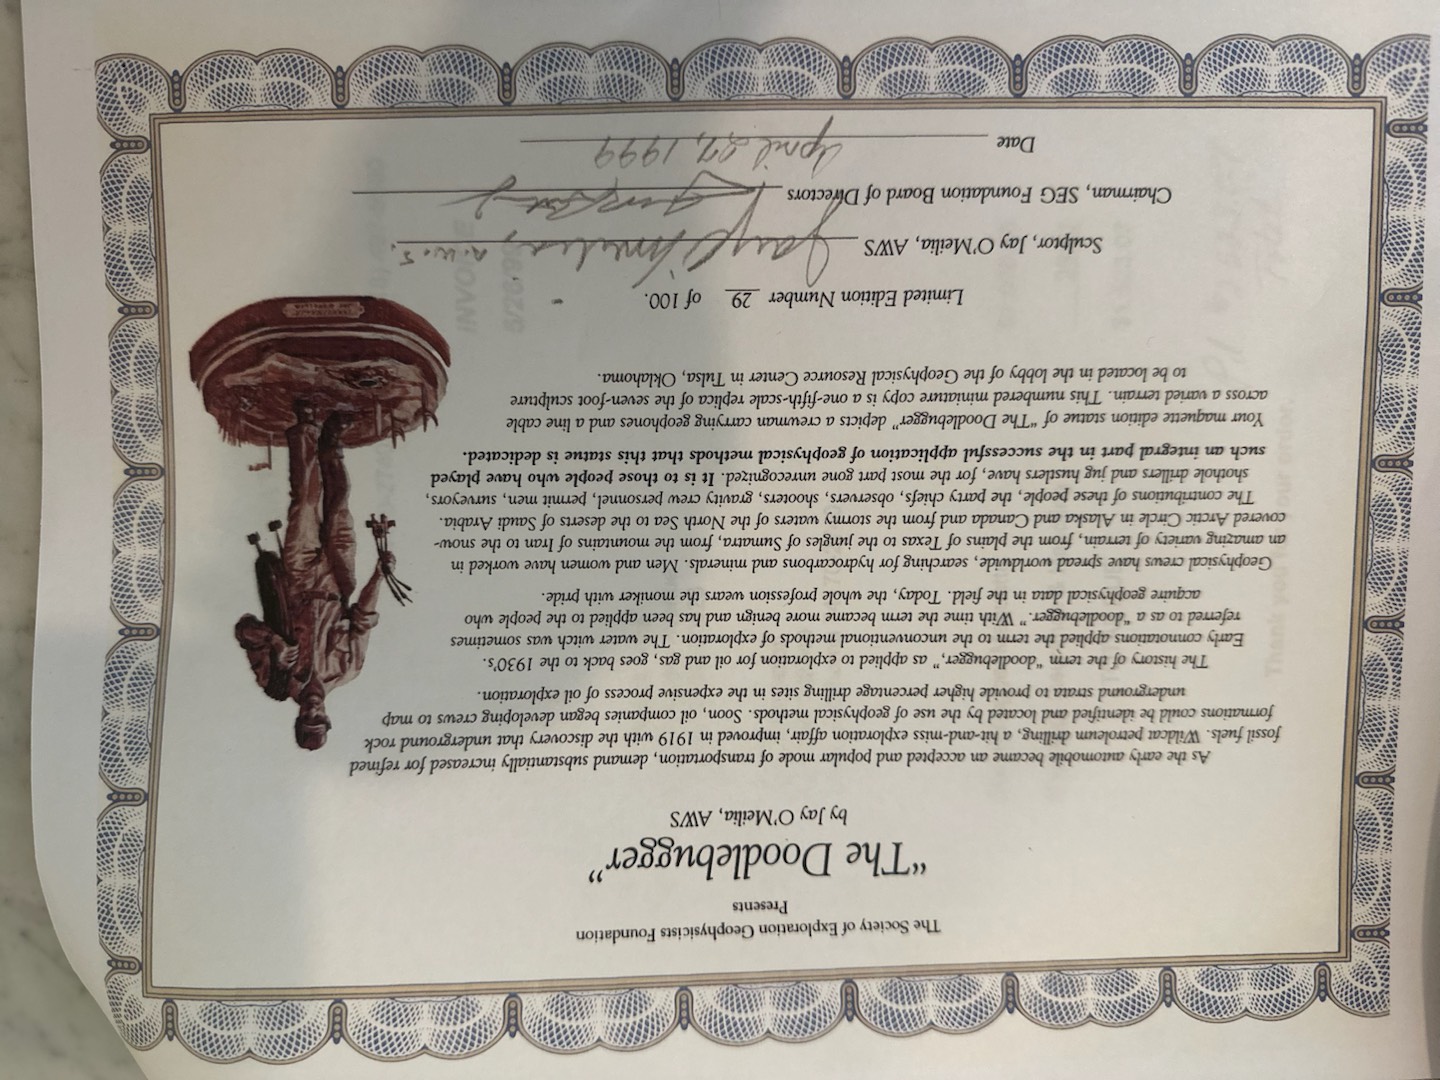 The Society of Exploration Geophysicists Foundation
Presents
“The Doodlebugger”
by Jay O'Meilia, AWS
As the early automobile became an accepted and popular mode of transportation, demand substantially increased for refined
fossil fuels. Wildcat petroleum drilling, a hit-and-miss exploration affair, improved in 1919 with the discovery that underground rock
formations could be identified and located by the use of geophysical methods. Soon, oil companies began developing crews to map
underground strata to provide higher percentage drilling sites in the expensive process of oil exploration.
The history of the term “doodlebugger,” as applied to exploration for oil and gas, goes back to the 1930's.
Early connotations applied the term to the unconventional methods of exploration. The water witch was sometimes
referred to as a “doodlebugger.” With time the term became more benign and has been applied to the people who
acquire geophysical data in the field. Today, the whole profession wears the moniker with pride.
Geophysical crews have spread worldwide, searching for hydrocarbons and minerals. Men and women have worked in
an amazing variety of terrain, from the plains of Texas to the jungles of Sumatra, from the mountains of Iran to the snow-
covered Arctic Circle in Alaska and Canada and from the stormy waters of the North Sea to the deserts of Saudi Arabia.
The contributions of these people, the party chiefs, observers, shooters, gravity crew personnel, permit men, surveyors,
shothole drillers and jug hustlers have, for the most part gone unrecognized. It is to those people who have played
such an integral part in the successful application of geophysical methods that this statue is dedicated.
Your maquette edition statue of “The Doodlebugger” depicts a crewman carrying geophones and a line cable
across a varied terrain. This numbered miniature copy is a one-fifth-scale replica of the seven-foot sculpture
to be located in the lobby of the Geophysical Resource Center in Tulsa, Oklahoma.
Limited Edition Number 29 of 100.
Sculptor, Jay O'Meilia, AWS Jay O'Meilia, A.W.S.
Chairman, SEG Foundation Board of Directors
Date April 27, 1999